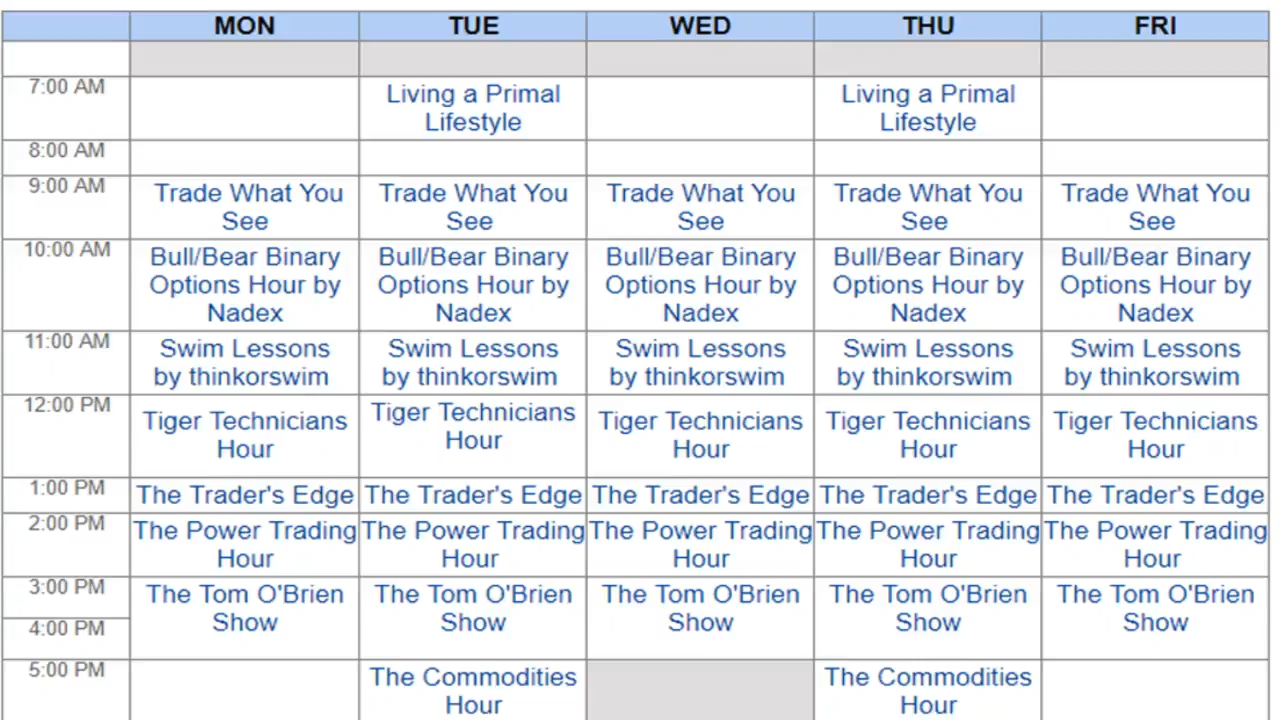 MON TUE WED THU FRI
7:00 AM
Living a Primal
Lifestyle
Living a Primal
Lifestyle
8:00 AM
9:00 AM
Trade What You
See
Trade What You
See
Trade What You
See
Trade What You
See
Trade What You
See
10:00 AM
Bull/Bear Binary
Options Hour by
Nadex
Bull/Bear Binary
Options Hour by
Nadex
Bull/Bear Binary
Options Hour by
Nadex
Bull/Bear Binary
Options Hour by
Nadex
Bull/Bear Binary
Options Hour by
Nadex
11:00 AM
Swim Lessons
by thinkorswim
Swim Lessons
by thinkorswim
Swim Lessons
by thinkorswim
Swim Lessons
by thinkorswim
Swim Lessons
by thinkorswim
12:00 PM
Tiger Technicians
Hour
Tiger Technicians
Hour
Tiger Technicians
Hour
Tiger Technicians
Hour
Tiger Technicians
Hour
1:00 PM
The Trader's Edge
The Trader's Edge
The Trader's Edge
The Trader's Edge
The Trader's Edge
2:00 PM
The Power Trading
Hour
The Power Trading
Hour
The Power Trading
Hour
The Power Trading
Hour
The Power Trading
Hour
3:00 PM
The Tom O'Brien
Show
The Tom O'Brien
Show
The Tom O'Brien
Show
The Tom O'Brien
Show
The Tom O'Brien
Show
4:00 PM
5:00 PM
The Commodities
Hour
The Commodities
Hour